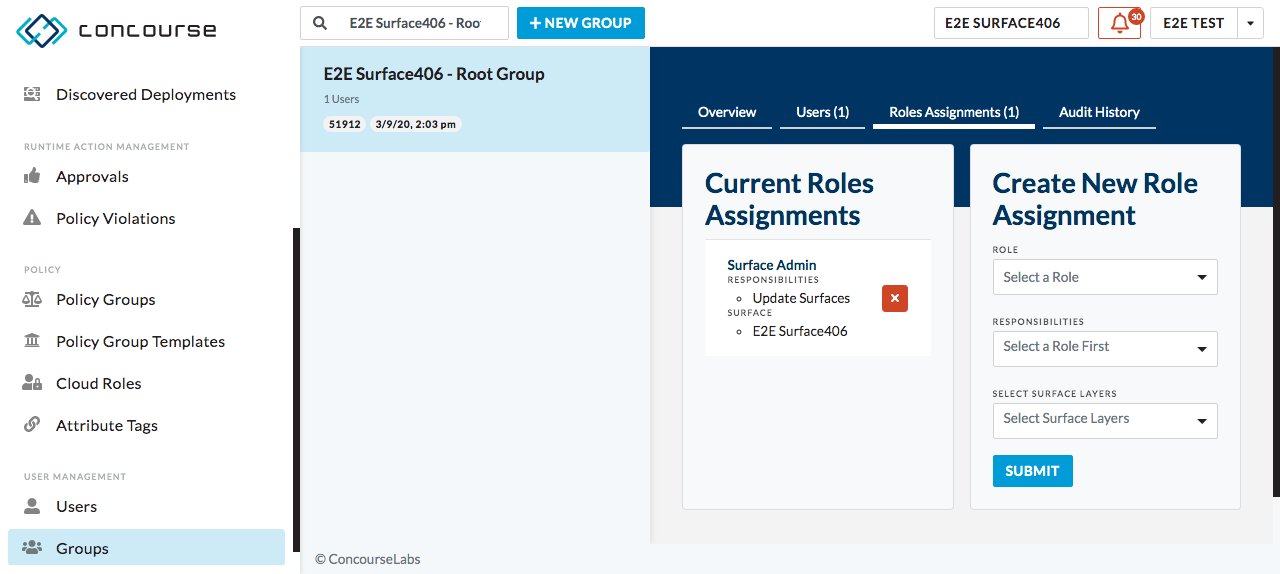 concourse
E2E Surface406 - Roo
+ NEW GROUP
E2E SURFACE406
30
E2E TEST
Discovered Deployments
RUNTIME ACTION MANAGEMENT
Approvals
Policy Violations
POLICY
Policy Groups
Policy Group Templates
Cloud Roles
Attribute Tags
USER MANAGEMENT
Users
Groups
E2E Surface406 - Root Group
1 Users
51912 3/9/20, 2:03 pm
Overview
Users (1)
Roles Assignments (1)
Audit History
Current Roles
Assignments
Surface Admin
RESPONSIBILITIES
Update Surfaces
SURFACE
E2E Surface406
Create New Role
Assignment
ROLE
Select a Role
RESPONSIBILITIES
Select a Role First
SELECT SURFACE LAYERS
Select Surface Layers
SUBMIT
© ConcourseLabs